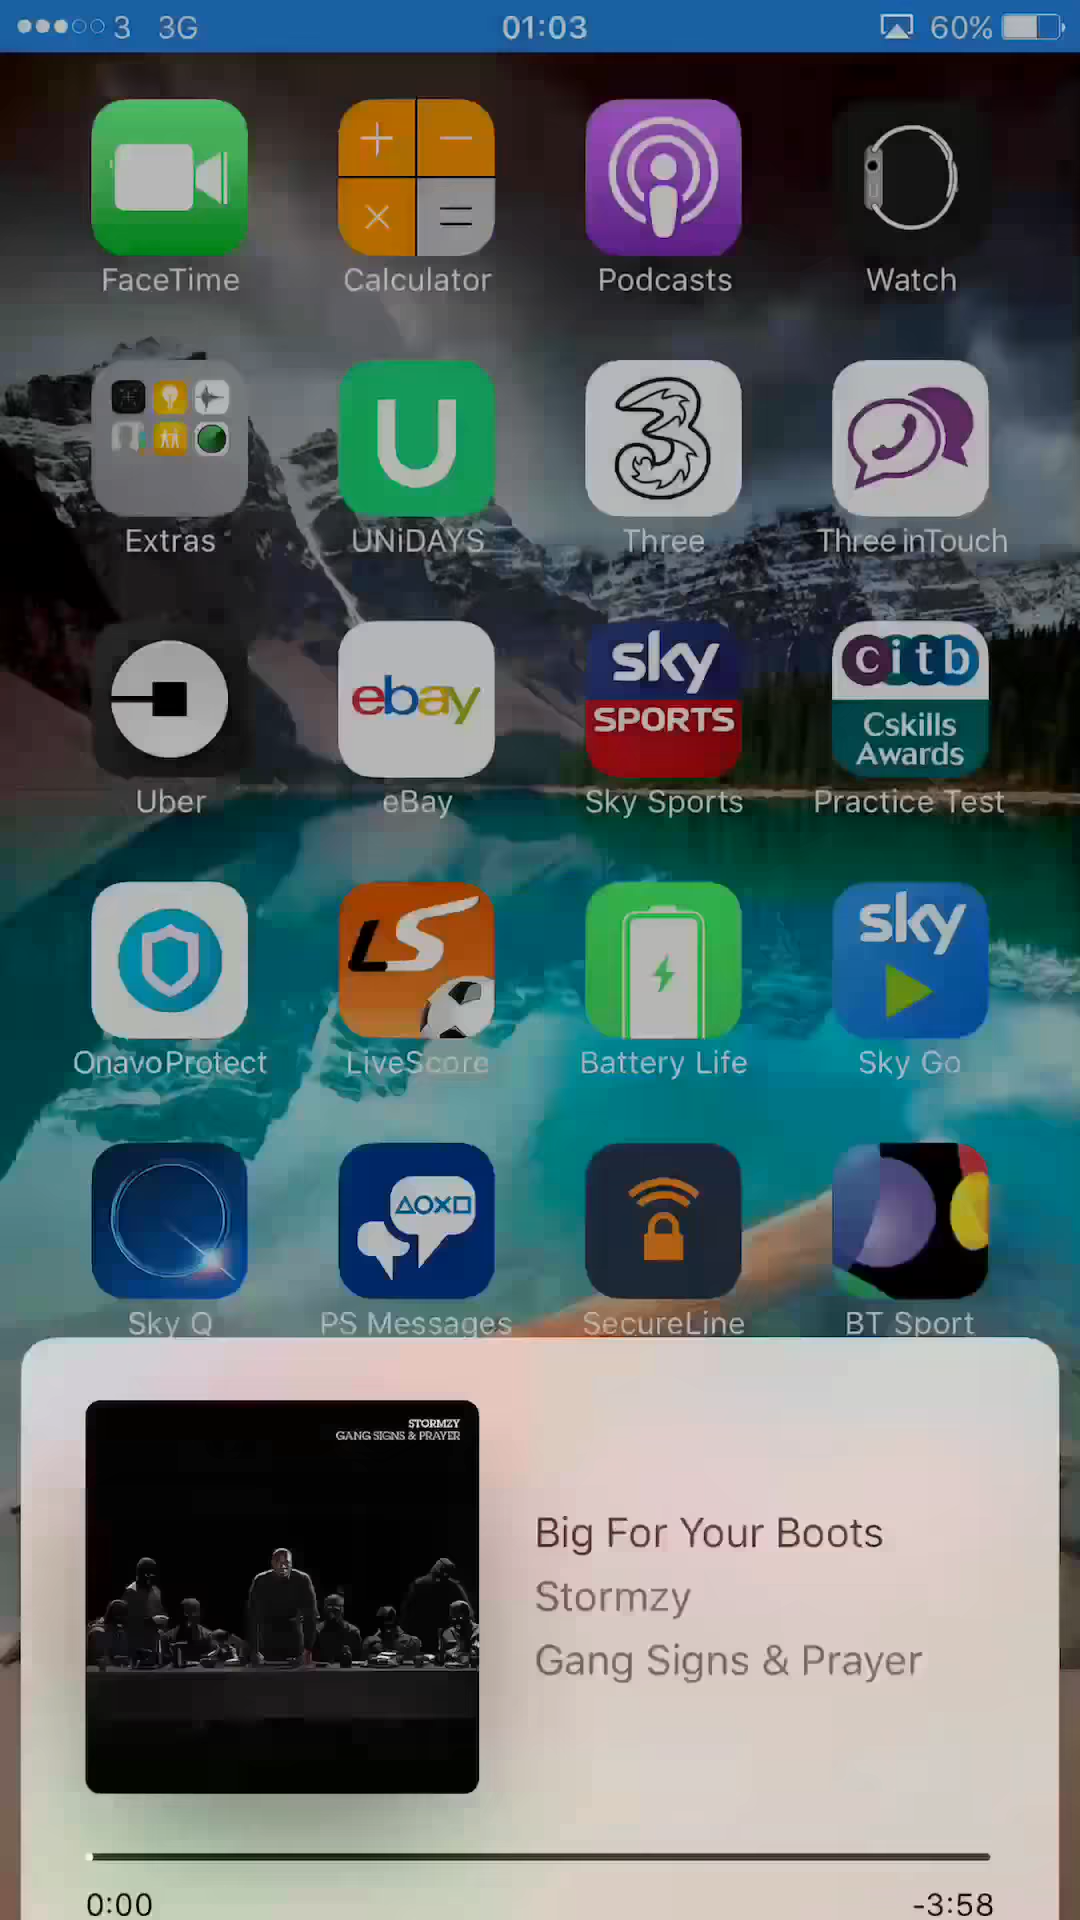 3 3G 01:03 60%
FaceTime Calculator Podcasts Watch
U
Extras UNiDAYS Three Three inTouch
ebay sky SPORTS citb Cskills Awards
Uber eBay Sky Sports Practice Test
LS sky
OnavoProtect LiveScore Battery Life Sky Go
Sky Q PS Messages SecureLine BT Sport
STORMZY
GANG SIGNS & PRAYER
Big For Your Boots
Stormzy
Gang Signs & Prayer
0:00 -3:58